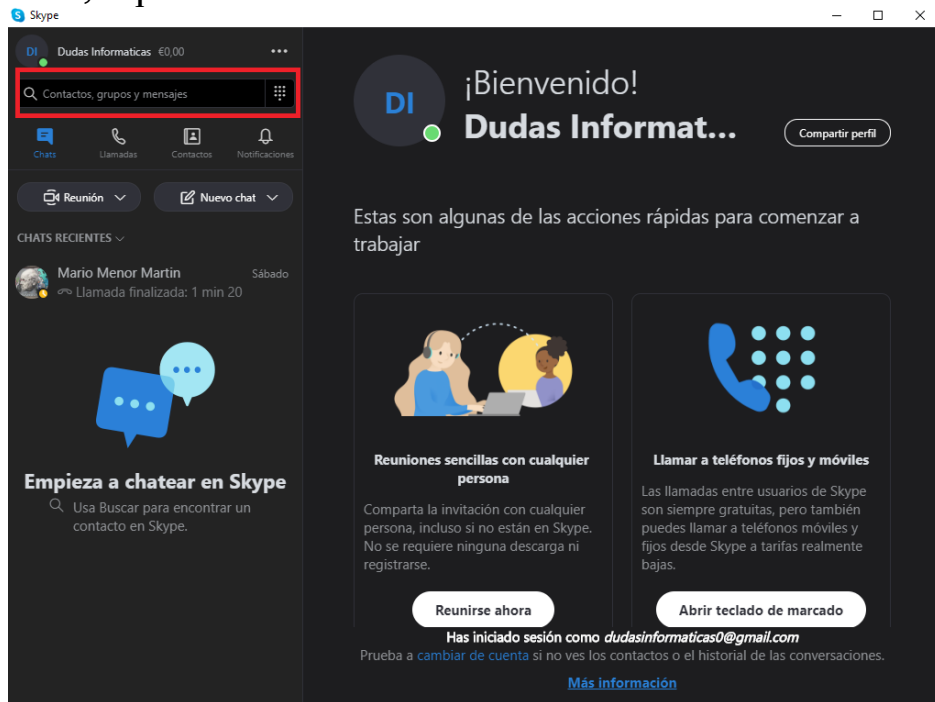 Skype
DI Dudas Informaticas €0,00
Contactos, grupos y mensajes
Chats Llamadas Contactos Notificaciones
Reunión Nuevo chat
CHATS RECIENTES
Mario Menor Martin Sábado
Llamada finalizada: 1 min 20
Empieza a chatear en Skype
Usa Buscar para encontrar un
contacto en Skype.
DI
¡Bienvenido!
Dudas Informat...
Compartir perfil
Estas son algunas de las acciones rápidas para comenzar a
trabajar
Reuniones sencillas con cualquier
persona
Comparta la invitación con cualquier
persona, incluso si no están en Skype.
No se requiere ninguna descarga ni
registrarse.
Reunirse ahora
Llamar a teléfonos fijos y móviles
Las llamadas entre usuarios de Skype
son siempre gratuitas, pero también
puedes llamar a teléfonos móviles y
fijos desde Skype a tarifas realmente
bajas.
Abrir teclado de marcado
Has iniciado sesión como dudasinformaticas0@gmail.com
Prueba a cambiar de cuenta si no ves los contactos o el historial de las conversaciones.
Más información